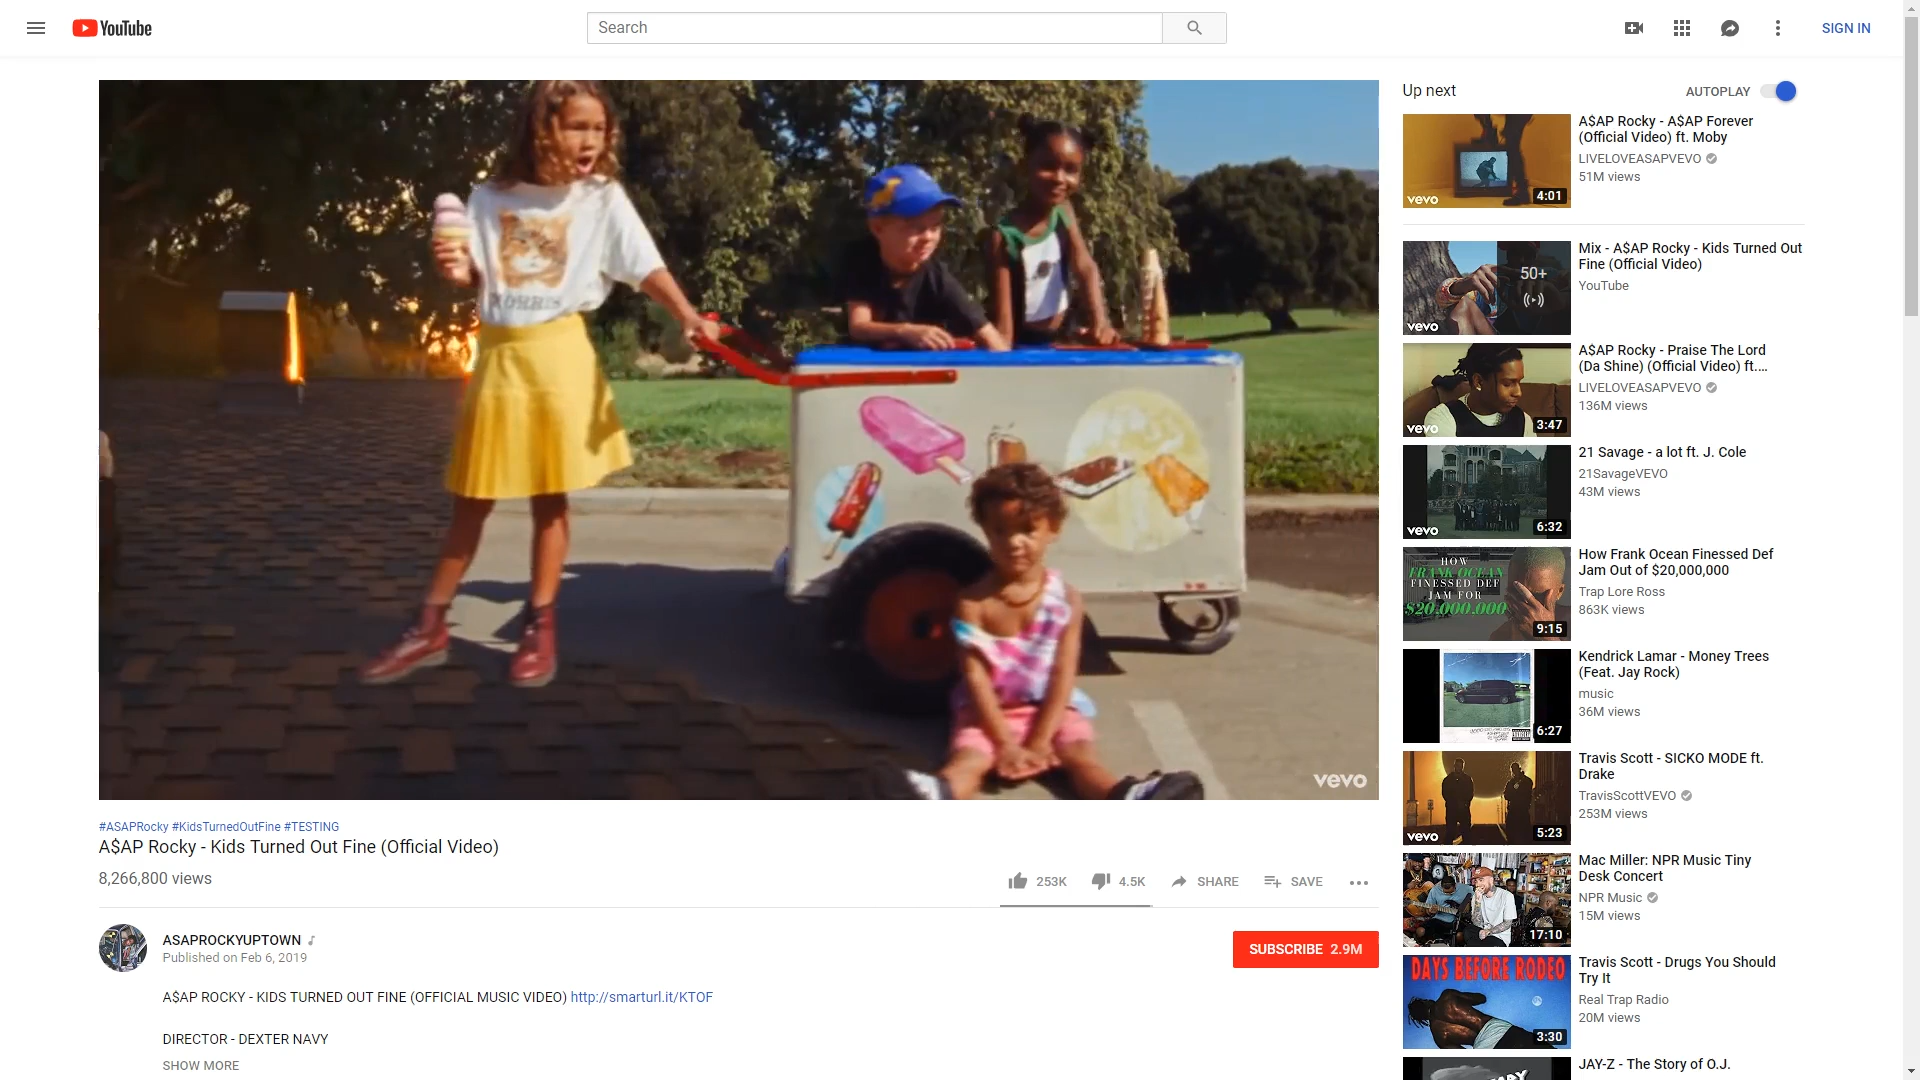 YouTube
Search
SIGN IN
NORRIS
vevo
#ASAPRocky #KidsTurnedOutFine #TESTING
A$AP Rocky - Kids Turned Out Fine (Official Video)
8,266,800 views
253K
4.5K
SHARE
SAVE
ASAPROCKYUPTOWN
Published on Feb 6, 2019
SUBSCRIBE 2.9M
A$AP ROCKY - KIDS TURNED OUT FINE (OFFICIAL MUSIC VIDEO) http://smarturl.it/KTOF
DIRECTOR - DEXTER NAVY
SHOW MORE
Up next
AUTOPLAY
vevo
4:01
A$AP Rocky - A$AP Forever
(Official Video) ft. Moby
LIVELOVEASAPVEVO
51M views
50+
vevo
Mix - A$AP Rocky - Kids Turned Out
Fine (Official Video)
YouTube
vevo
3:47
A$AP Rocky - Praise The Lord
(Da Shine) (Official Video) ft....
LIVELOVEASAPVEVO
136M views
vevo
6:32
21 Savage - a lot ft. J. Cole
21SavageVEVO
43M views
HOW
FRANK OCEAN
FINESSED DEF
JAM FOR
$20,000,000
9:15
How Frank Ocean Finessed Def
Jam Out of $20,000,000
Trap Lore Ross
863K views
6:27
Kendrick Lamar - Money Trees
(Feat. Jay Rock)
music
36M views
vevo
5:23
Travis Scott - SICKO MODE ft.
Drake
TravisScottVEVO
253M views
17:10
Mac Miller: NPR Music Tiny
Desk Concert
NPR Music
15M views
DAYS BEFORE RODEO
3:30
Travis Scott - Drugs You Should
Try It
Real Trap Radio
20M views
JAY-Z - The Story of O.J.